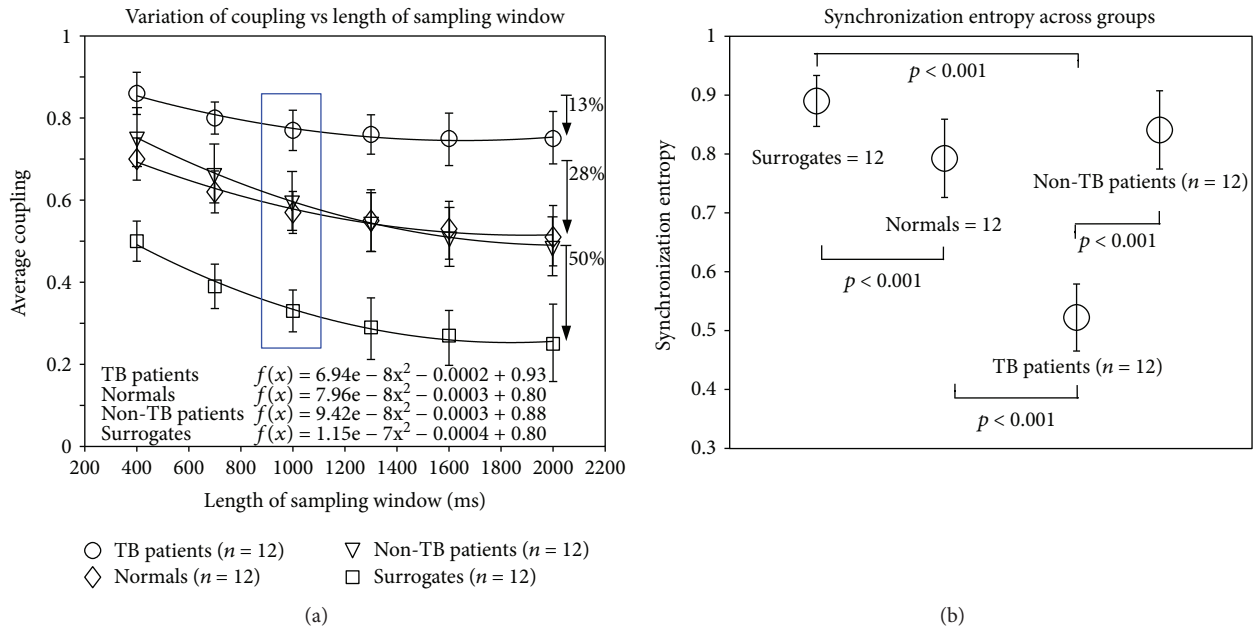 Variation of coupling vs length of sampling window
1
0.8
0.6
0.4
0.2
0
Average coupling
13%
28%
50%
TB patients f(x) = 6.94e − 8x² − 0.0002 + 0.93
Normals f(x) = 7.96e − 8x² − 0.0003 + 0.80
Non-TB patients f(x) = 9.42e − 8x² − 0.0003 + 0.88
Surrogates f(x) = 1.15e − 7x² − 0.0004 + 0.80
200 400 600 800 1000 1200 1400 1600 1800 2000 2200
Length of sampling window (ms)
TB patients (n = 12)
Normals (n = 12)
Non-TB patients (n = 12)
Surrogates (n = 12)
(a)
Synchronization entropy across groups
1
0.9
0.8
0.7
0.6
0.5
0.4
0.3
Synchronization entropy
p < 0.001
Surrogates = 12
Non-TB patients (n = 12)
Normals = 12
p < 0.001
p < 0.001
TB patients (n = 12)
p < 0.001
(b)